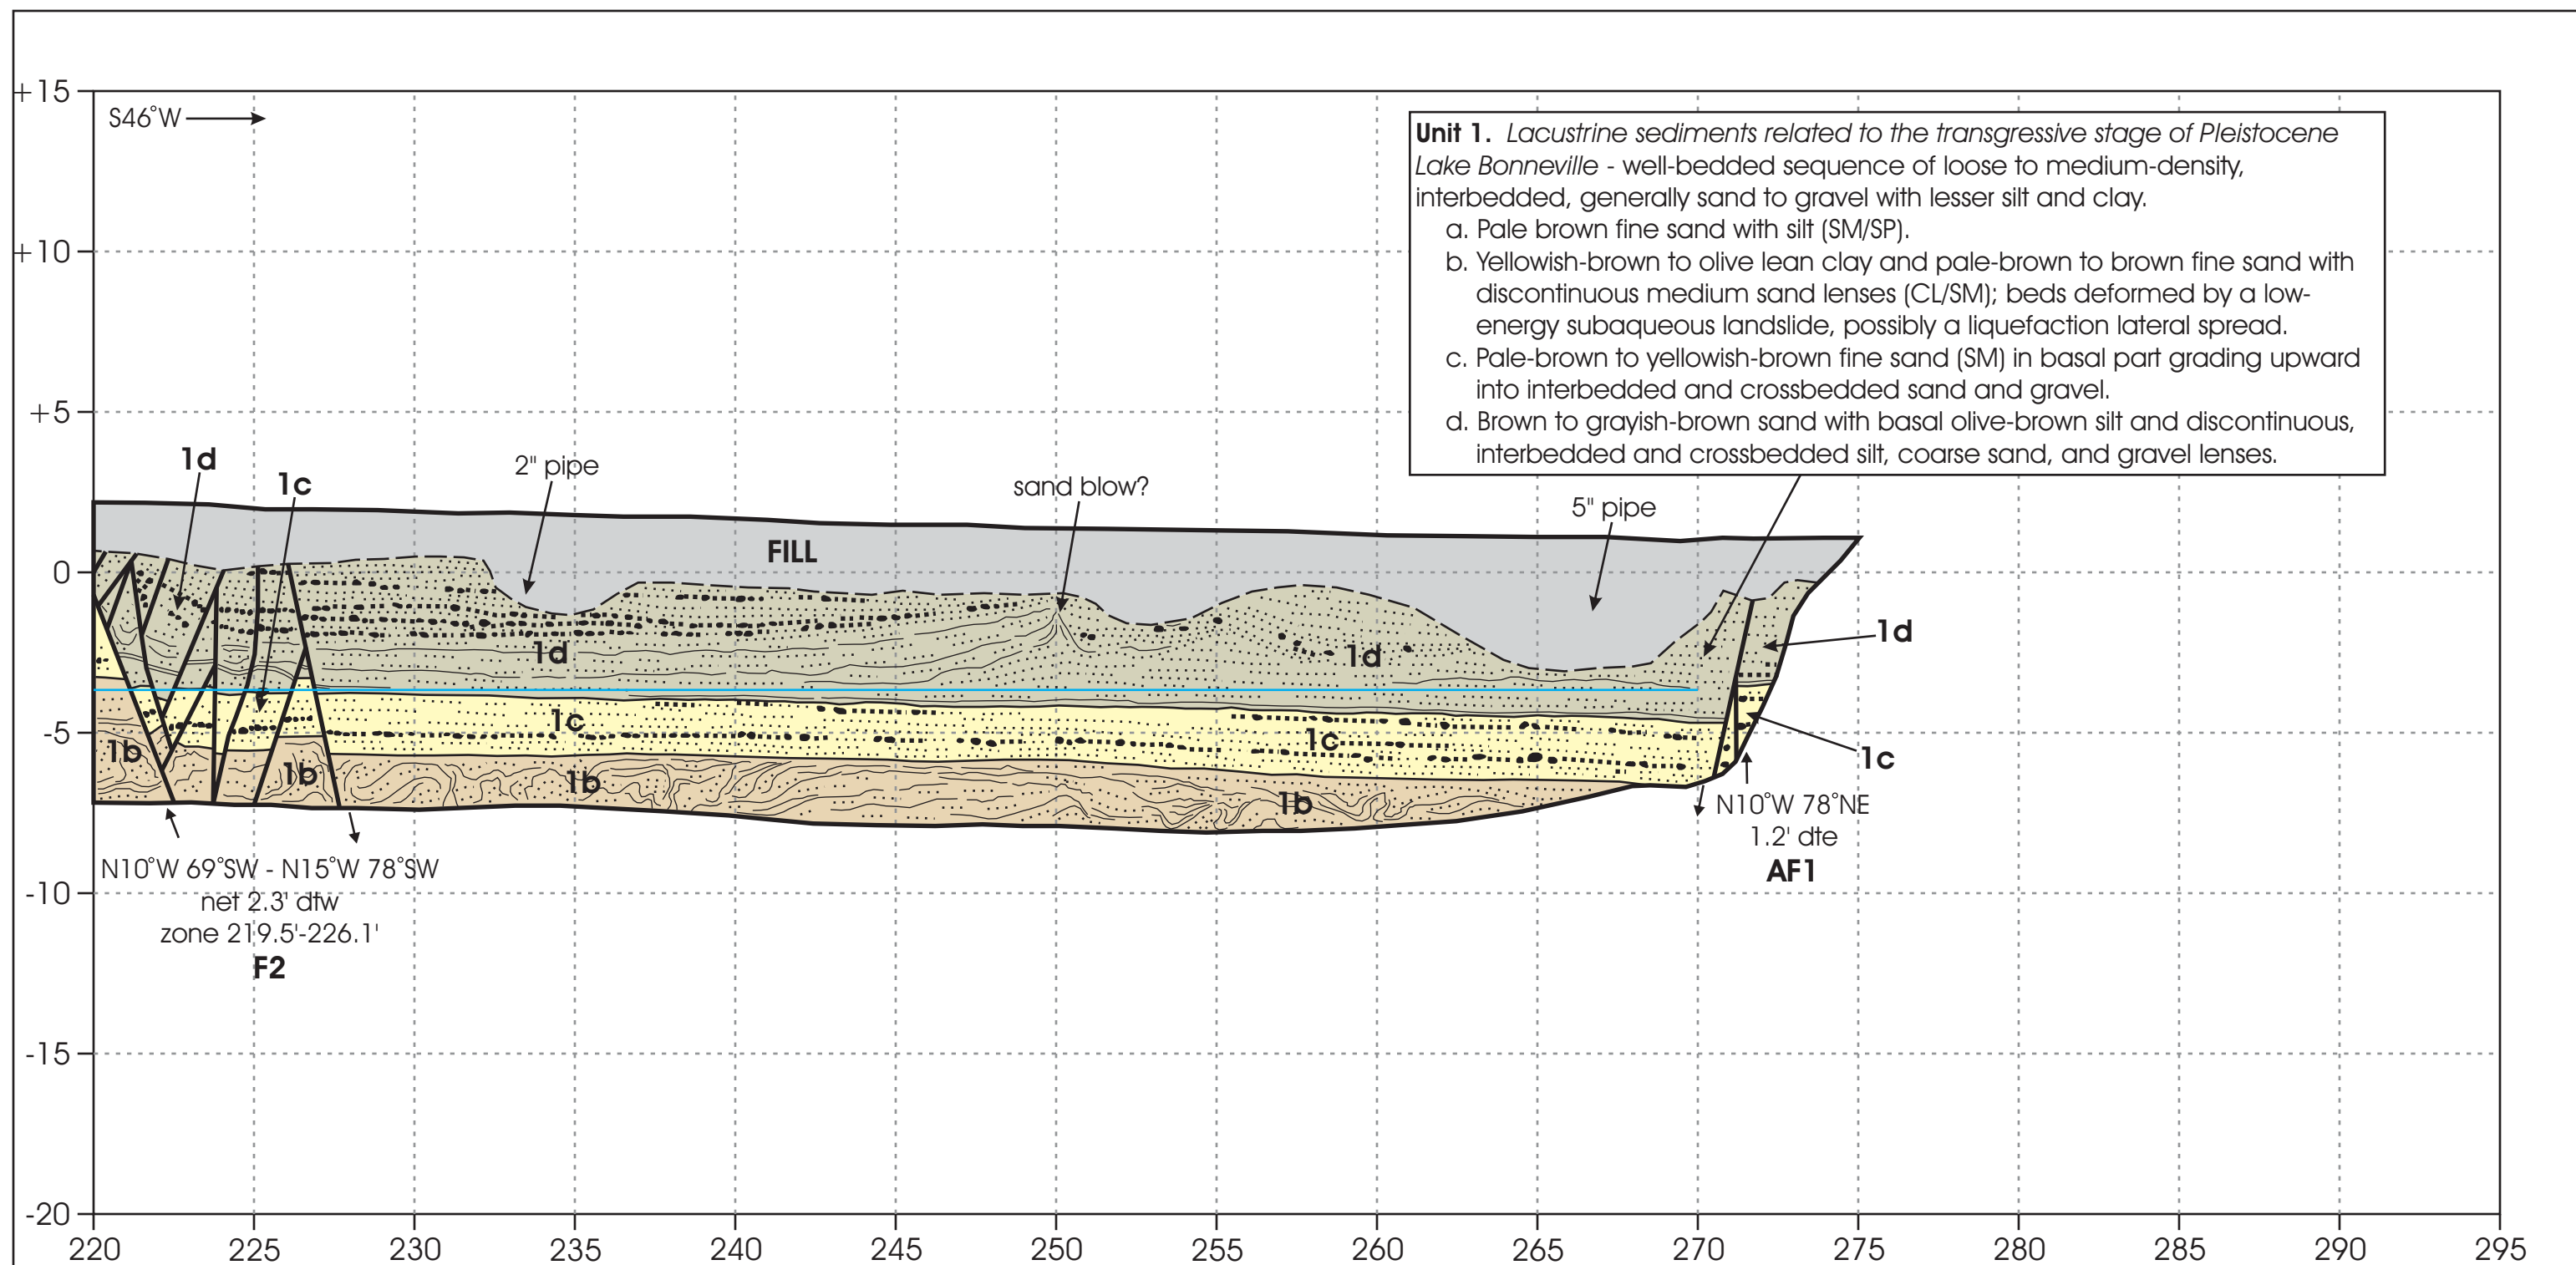 +15
S46°W
Unit 1. Lacustrine sediments related to the transgressive stage of Pleistocene
Lake Bonneville - well-bedded sequence of loose to medium-density,
interbedded, generally sand to gravel with lesser silt and clay.
a. Pale brown fine sand with silt (SM/SP).
+10
b. Yellowish-brown to olive lean clay and pale-brown to brown fine sand with
discontinuous medium sand lenses (CL/SM); beds deformed by a low-
energy subaqueous landslide, possibly a liquefaction lateral spread.
c. Pale-brown to yellowish-brown fine sand (SM) in basal part grading upward
into interbedded and crossbedded sand and gravel.
+5
d. Brown to grayish-brown sand with basal olive-brown silt and discontinuous,
interbedded and crossbedded silt, coarse sand, and gravel lenses.
1d
2" pipe
1c
sand blow?
5" pipe
FILL
0
1d
1d
1d
1c
-5
1c
1b
1c
1b
1b
1b
N10°W 78°NE
1.2' dte
AF1
N10°W 69°SW - N15°W 78°SW
-10
net 2.3' dtw
zone 219.5'-226.1'
F2
-15
-20
220 225 230 235 240 245 250 255 260 265 270 275 280 285 290 295